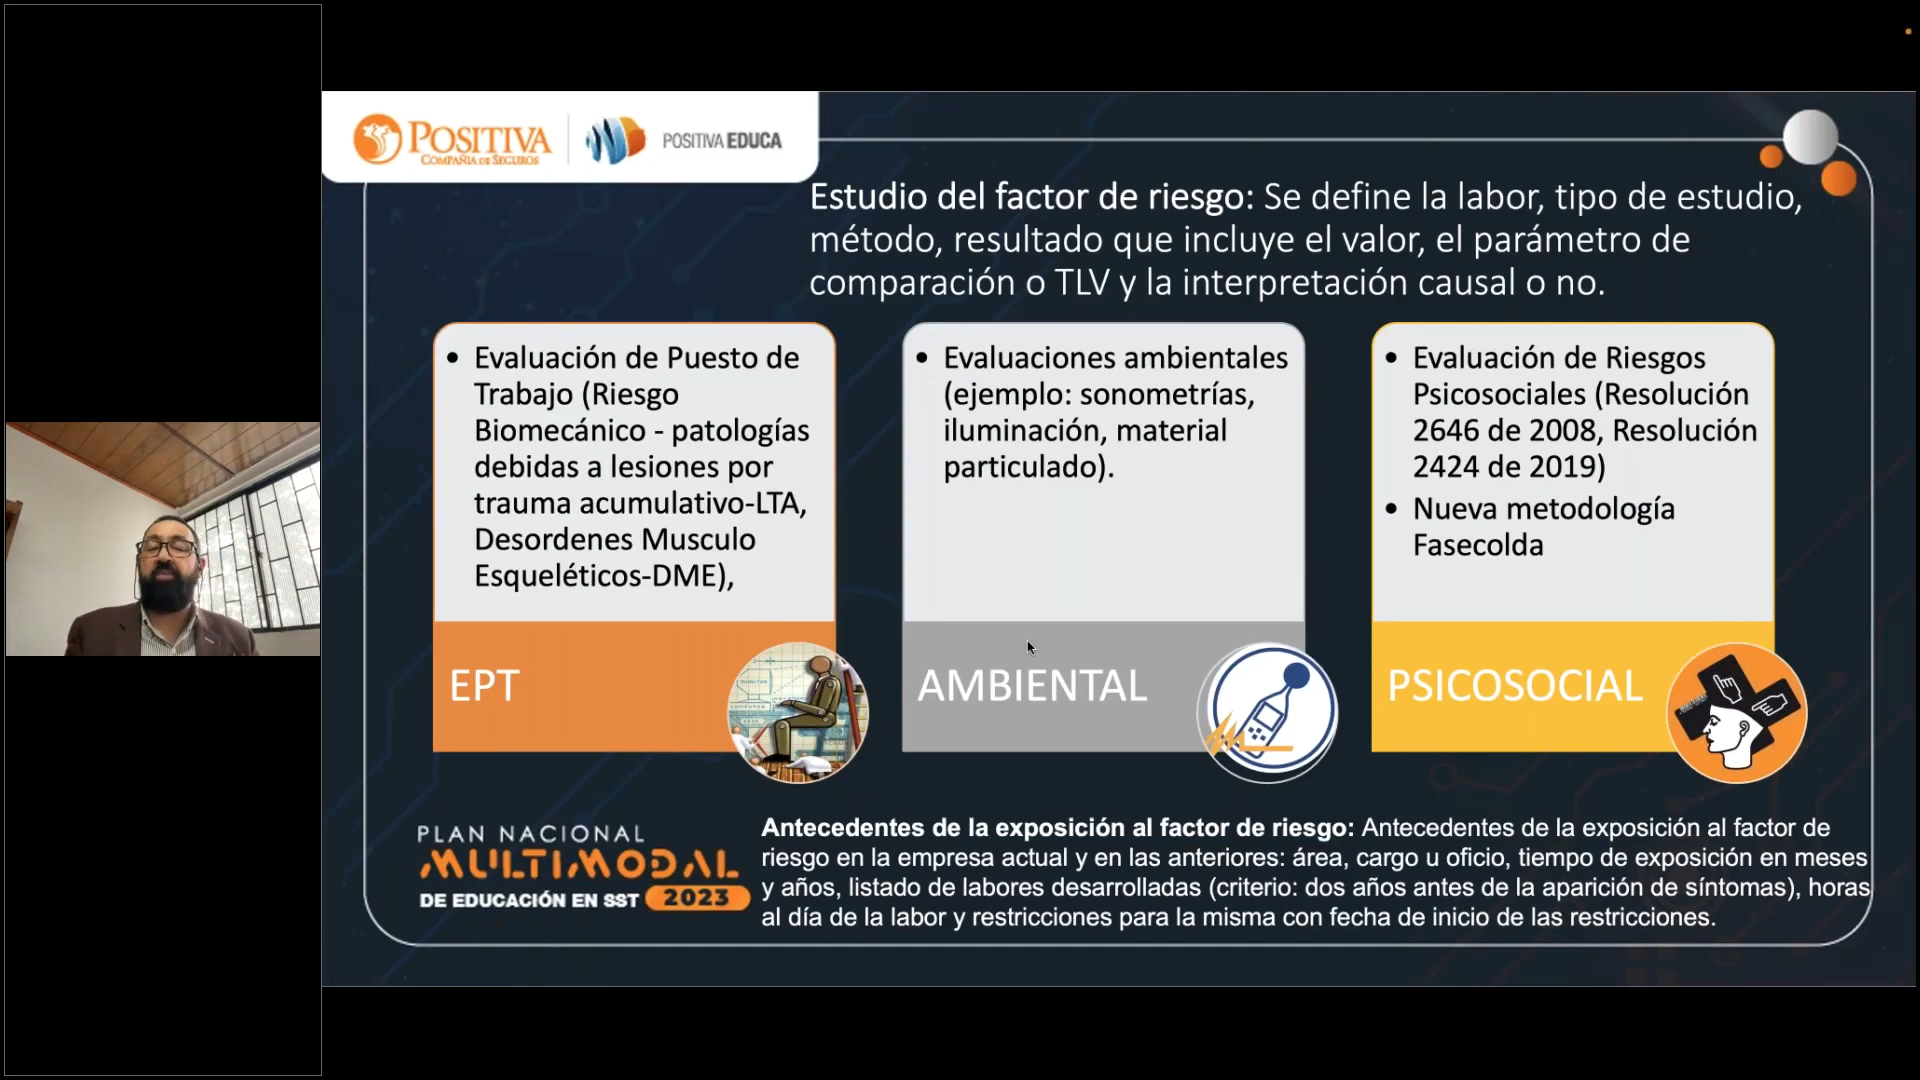 POSITIVA
COMPAÑIA DE SEGUROS
POSITIVA EDUCA
Estudio del factor de riesgo: Se define la labor, tipo de estudio,
método, resultado que incluye el valor, el parámetro de
comparación o TLV y la interpretación causal o no.
• Evaluación de Puesto de
Trabajo (Riesgo
Biomecánico - patologías
debidas a lesiones por
trauma acumulativo-LTA,
Desordenes Musculo
Esqueléticos-DME),
EPT
• Evaluaciones ambientales
(ejemplo: sonometrías,
iluminación, material
particulado).
AMBIENTAL
• Evaluación de Riesgos
Psicosociales (Resolución
2646 de 2008, Resolución
2424 de 2019)
• Nueva metodología
Fasecolda
PSICOSOCIAL
PLAN NACIONAL
MULTIMODAL
DE EDUCACIÓN EN SST 2023
Antecedentes de la exposición al factor de riesgo: Antecedentes de la exposición al factor de
riesgo en la empresa actual y en las anteriores: área, cargo u oficio, tiempo de exposición en meses
y años, listado de labores desarrolladas (criterio: dos años antes de la aparición de síntomas), horas
al día de la labor y restricciones para la misma con fecha de inicio de las restricciones.